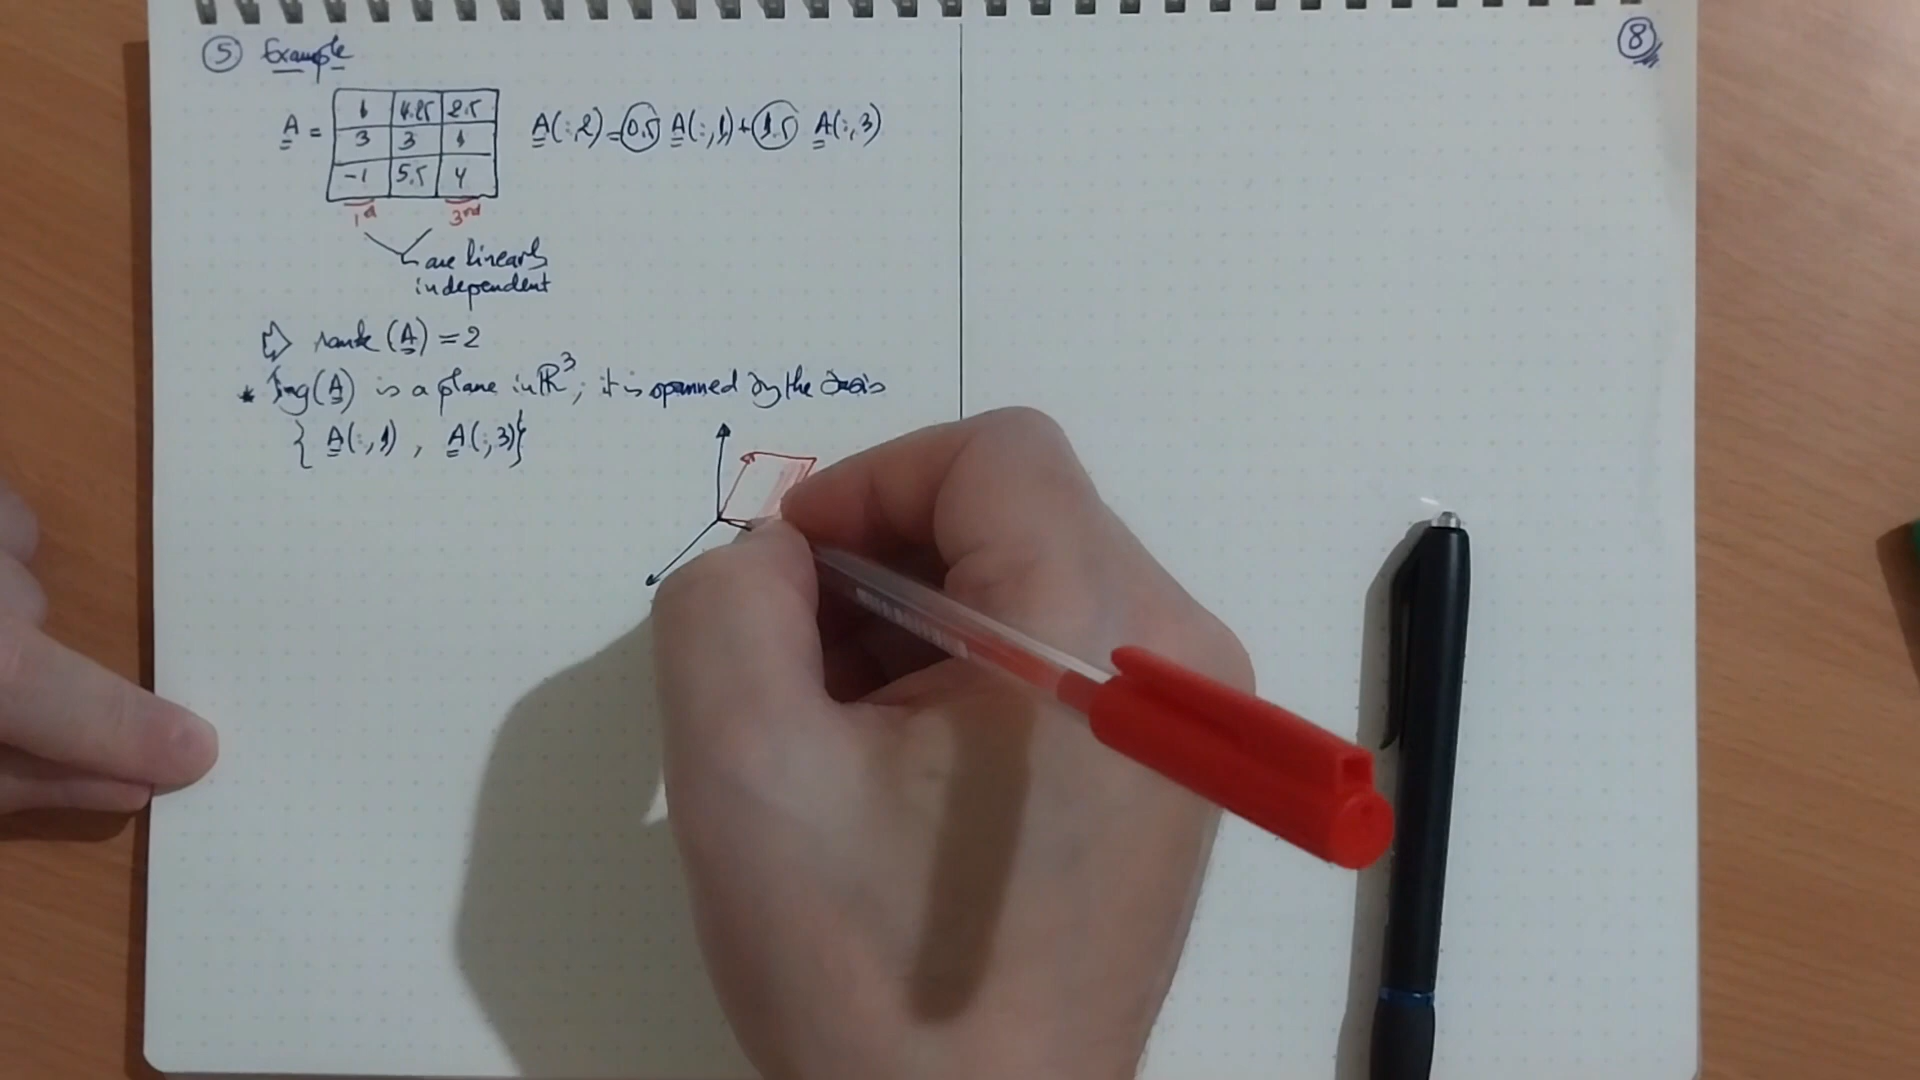 ⑤ Example
⑧
A = 1 4.25 2.5
3 3 1
-1 5.5 4
A(:,2)=0.5 A(:,1)+1.5 A(:,3)
1st 3rd
are linearly
independent
⇒ rank (A) = 2
* Img(A) is a plane in ℝ³; it is spanned by the basis
{ A(:,1) , A(:,3)}